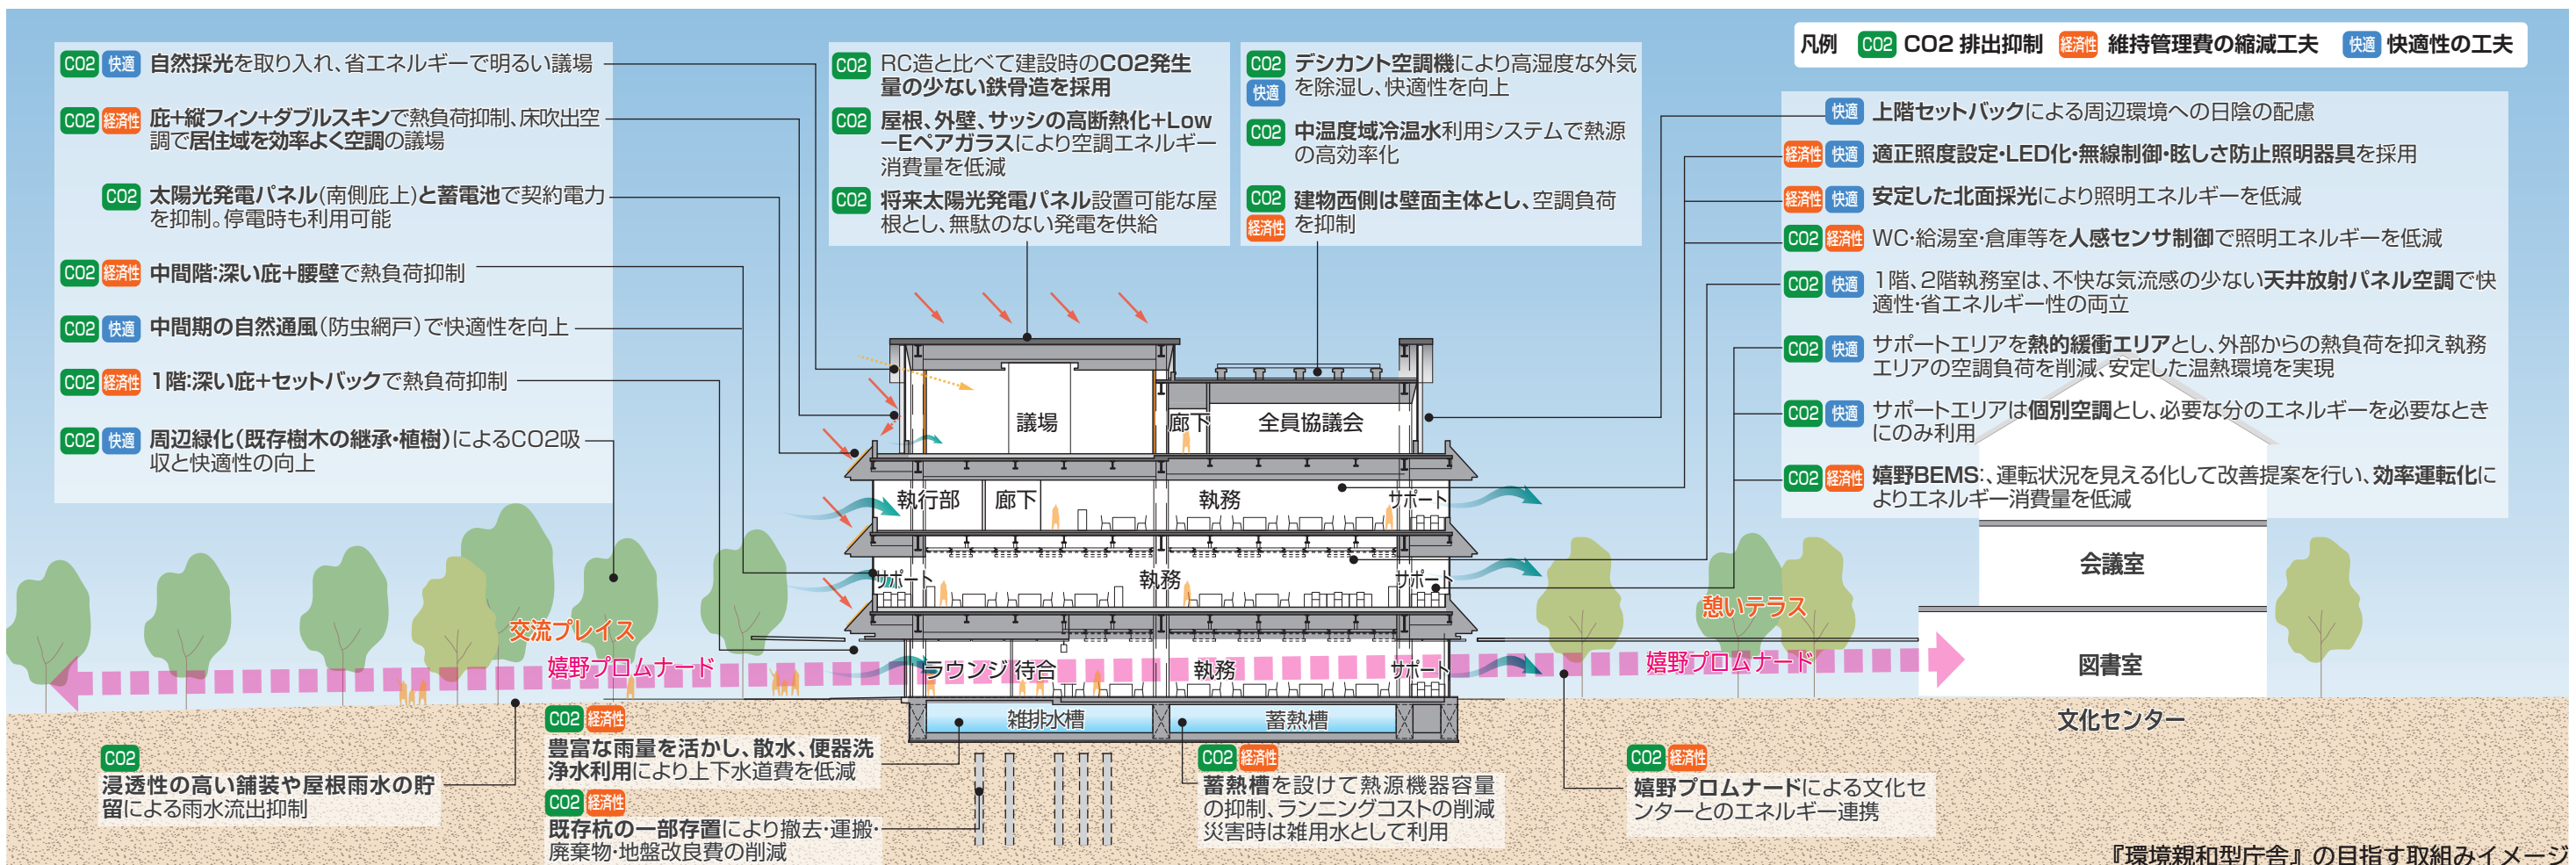 凡例 CO2 CO2 排出抑制 経済性 維持管理費の縮減工夫 快適 快適性の工夫
CO2 快適 自然採光を取り入れ、省エネルギーで明るい議場
CO2 経済性 庇+縦フィン+ダブルスキンで熱負荷抑制、床吹出空
調で居住域を効率よく空調の議場
CO2 太陽光発電パネル(南側庇上)と蓄電池で契約電力
を抑制。停電時も利用可能
CO2 経済性 中間階:深い庇+腰壁で熱負荷抑制
CO2 快適 中間期の自然通風(防虫網戸)で快適性を向上
CO2 経済性 1階:深い庇+セットバックで熱負荷抑制
CO2 快適 周辺緑化(既存樹木の継承・植樹)によるCO2吸
収と快適性の向上
CO2 RC造と比べて建設時のCO2発生
量の少ない鉄骨造を採用
CO2 屋根、外壁、サッシの高断熱化+Low
-Eペアガラスにより空調エネルギー
消費量を低減
CO2 将来太陽光発電パネル設置可能な屋
根とし、無駄のない発電を供給
CO2 快適 デシカント空調機により高湿度な外気
を除湿し、快適性を向上
CO2 中温度域冷温水利用システムで熱源
の高効率化
CO2 経済性 建物西側は壁面主体とし、空調負荷
を抑制
快適 上階セットバックによる周辺環境への日陰の配慮
経済性 快適 適正照度設定・LED化・無線制御・眩しさ防止照明器具を採用
経済性 快適 安定した北面採光により照明エネルギーを低減
CO2 経済性 WC・給湯室・倉庫等を人感センサ制御で照明エネルギーを低減
CO2 快適 1階、2階執務室は、不快な気流感の少ない天井放射パネル空調で快
適性・省エネルギー性の両立
CO2 快適 サポートエリアを熱的緩衝エリアとし、外部からの熱負荷を抑え執務
エリアの空調負荷を削減、安定した温熱環境を実現
CO2 快適 サポートエリアは個別空調とし、必要な分のエネルギーを必要なとき
にのみ利用
CO2 経済性 嬉野BEMS:、運転状況を見える化して改善提案を行い、効率運転化に
よりエネルギー消費量を低減
議場 廊下 全員協議会
執行部 廊下 執務 サポート
サポート 執務 サポート
ラウンジ 待合 執務 サポート
雑排水槽 蓄熱槽
交流プレイス
嬉野プロムナード
憩いテラス
嬉野プロムナード
会議室
図書室
文化センター
CO2
浸透性の高い舗装や屋根雨水の貯
留による雨水流出抑制
CO2 経済性
豊富な雨量を活かし、散水、便器洗
浄水利用により上下水道費を低減
CO2 経済性
既存杭の一部存置により撤去・運搬・
廃棄物・地盤改良費の削減
CO2 経済性
蓄熱槽を設けて熱源機器容量
の抑制、ランニングコストの削減
災害時は雑用水として利用
CO2 経済性
嬉野プロムナードによる文化セ
ンターとのエネルギー連携
『環境親和型庁舎』の目指す取組みイメージ